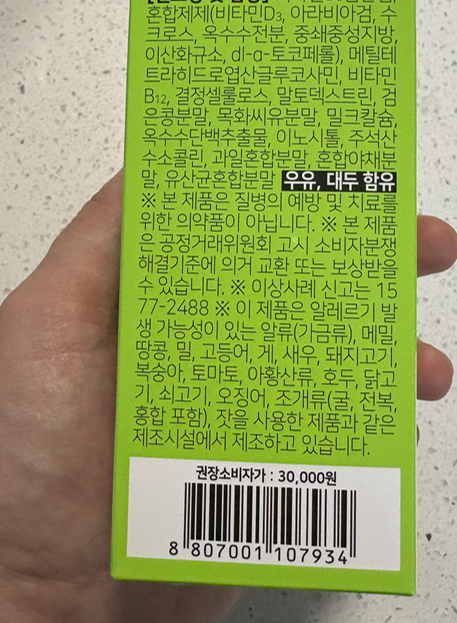 혼합제제(비타민D₃, 아라비아검, 수
크로스, 옥수수전분, 중쇄중성지방,
이산화규소, dl-α-토코페롤), 메틸테
트라히드로엽산글루코사민, 비타민
B₁₂, 결정셀룰로스, 말토덱스트린, 검
은콩분말, 목화씨유분말, 밀크칼슘,
옥수수단백추출물, 이노시톨, 주석산
수소콜린, 과일혼합분말, 혼합야채분
말, 유산균혼합분말 우유, 대두 함유
※ 본 제품은 질병의 예방 및 치료를
위한 의약품이 아닙니다. ※ 본 제품
은 공정거래위원회 고시 소비자분쟁
해결기준에 의거 교환 또는 보상받을
수 있습니다. ※ 이상사례 신고는 15
77-2488 ※ 이 제품은 알레르기 발
생 가능성이 있는 알류(가금류), 메밀,
땅콩, 밀, 고등어, 게, 새우, 돼지고기,
복숭아, 토마토, 아황산류, 호두, 닭고
기, 쇠고기, 오징어, 조개류(굴, 전복,
홍합 포함), 잣을 사용한 제품과 같은
제조시설에서 제조하고 있습니다.
권장소비자가 : 30,000원
8 807001 107934